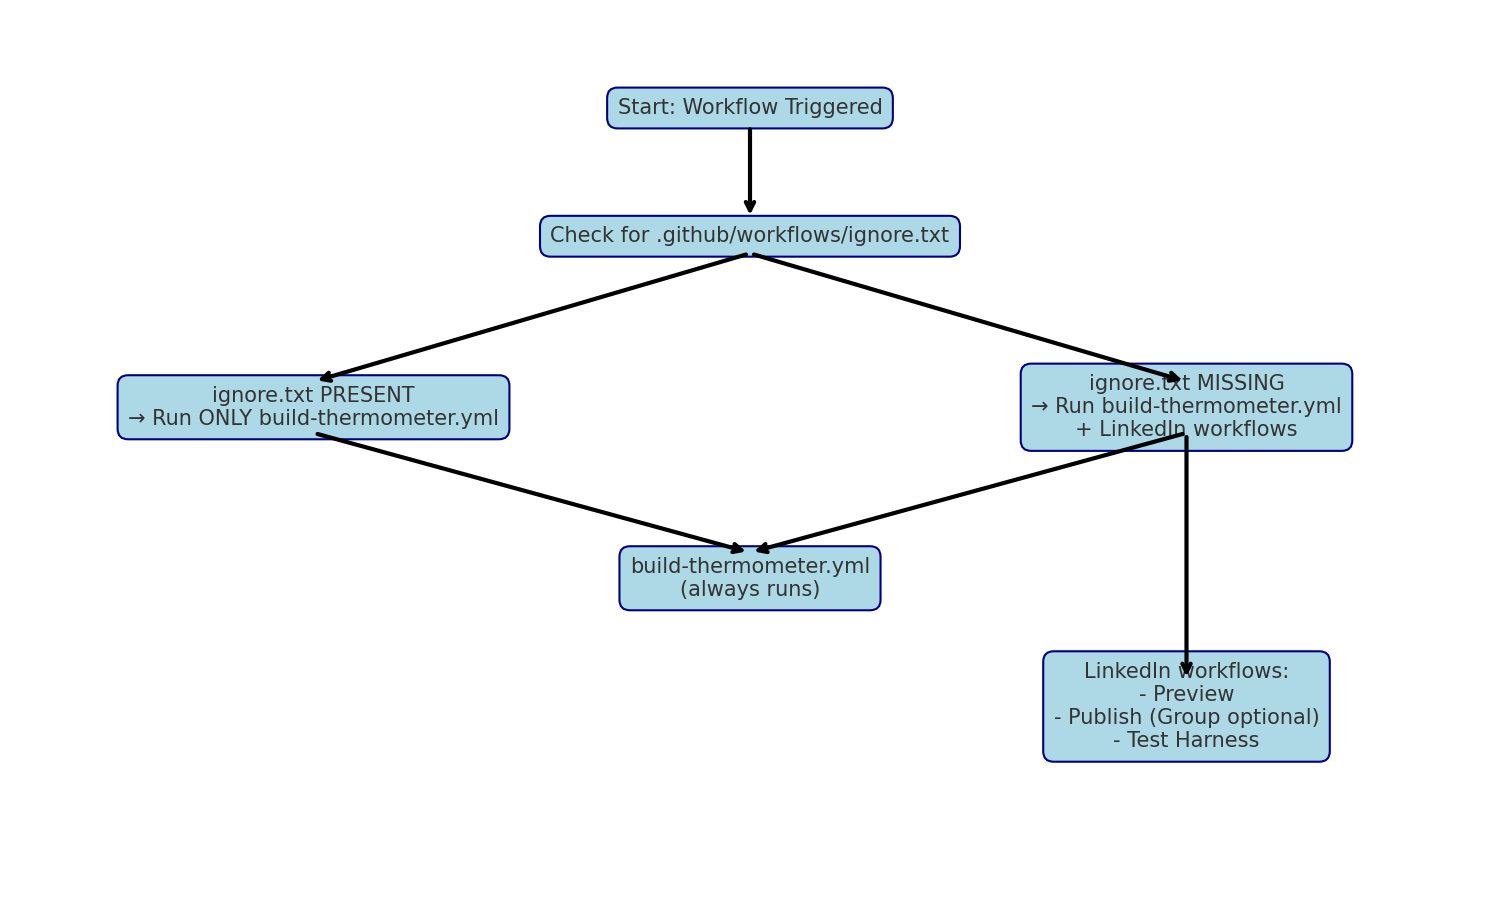 Start: Workflow Triggered
Check for .github/workflows/ignore.txt
ignore.txt PRESENT
→ Run ONLY build-thermometer.yml
ignore.txt MISSING
→ Run build-thermometer.yml
+ LinkedIn workflows
build-thermometer.yml
(always runs)
LinkedIn workflows:
- Preview
- Publish (Group optional)
- Test Harness